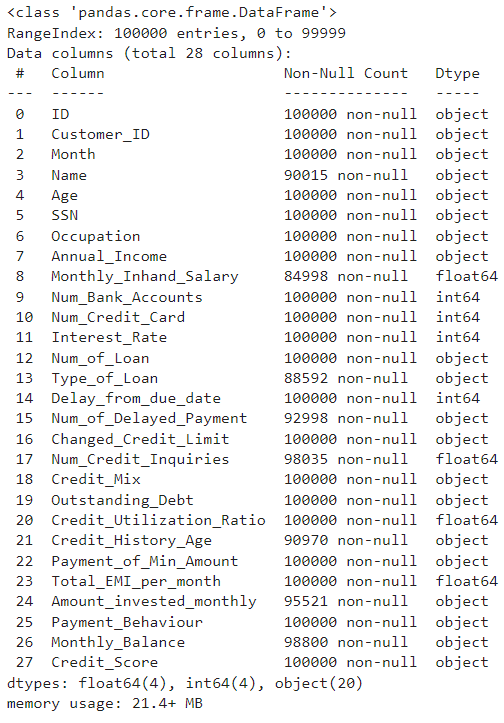 <class 'pandas.core.frame.DataFrame'>
RangeIndex: 100000 entries, 0 to 99999
Data columns (total 28 columns):
 #   Column                    Non-Null Count   Dtype
---  ------                    --------------   -----
 0   ID                        100000 non-null  object
 1   Customer_ID               100000 non-null  object
 2   Month                     100000 non-null  object
 3   Name                      90015 non-null   object
 4   Age                       100000 non-null  object
 5   SSN                       100000 non-null  object
 6   Occupation                100000 non-null  object
 7   Annual_Income             100000 non-null  object
 8   Monthly_Inhand_Salary     84998 non-null   float64
 9   Num_Bank_Accounts         100000 non-null  int64
 10  Num_Credit_Card           100000 non-null  int64
 11  Interest_Rate             100000 non-null  int64
 12  Num_of_Loan               100000 non-null  object
 13  Type_of_Loan              88592 non-null   object
 14  Delay_from_due_date       100000 non-null  int64
 15  Num_of_Delayed_Payment    92998 non-null   object
 16  Changed_Credit_Limit      100000 non-null  object
 17  Num_Credit_Inquiries      98035 non-null   float64
 18  Credit_Mix                100000 non-null  object
 19  Outstanding_Debt          100000 non-null  object
 20  Credit_Utilization_Ratio  100000 non-null  float64
 21  Credit_History_Age        90970 non-null   object
 22  Payment_of_Min_Amount     100000 non-null  object
 23  Total_EMI_per_month       100000 non-null  float64
 24  Amount_invested_monthly   95521 non-null   object
 25  Payment_Behaviour         100000 non-null  object
 26  Monthly_Balance           98800 non-null   object
 27  Credit_Score              100000 non-null  object
dtypes: float64(4), int64(4), object(20)
memory usage: 21.4+ MB